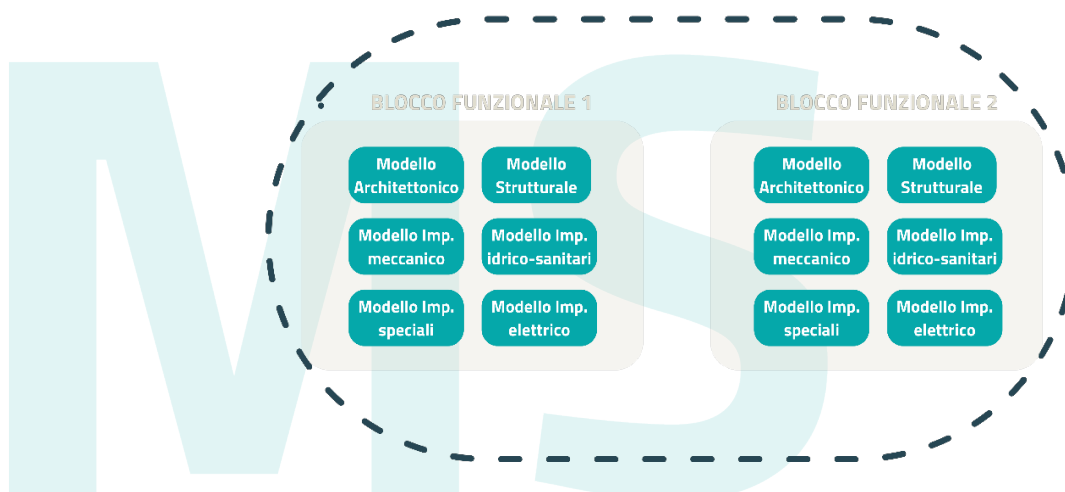 MS
BLOCCO FUNZIONALE 1
Modello
Architettonico
Modello
Strutturale
Modello Imp.
meccanico
Modello Imp.
idrico-sanitari
Modello Imp.
speciali
Modello Imp.
elettrico
BLOCCO FUNZIONALE 2
Modello
Architettonico
Modello
Strutturale
Modello Imp.
meccanico
Modello Imp.
idrico-sanitari
Modello Imp.
speciali
Modello Imp.
elettrico